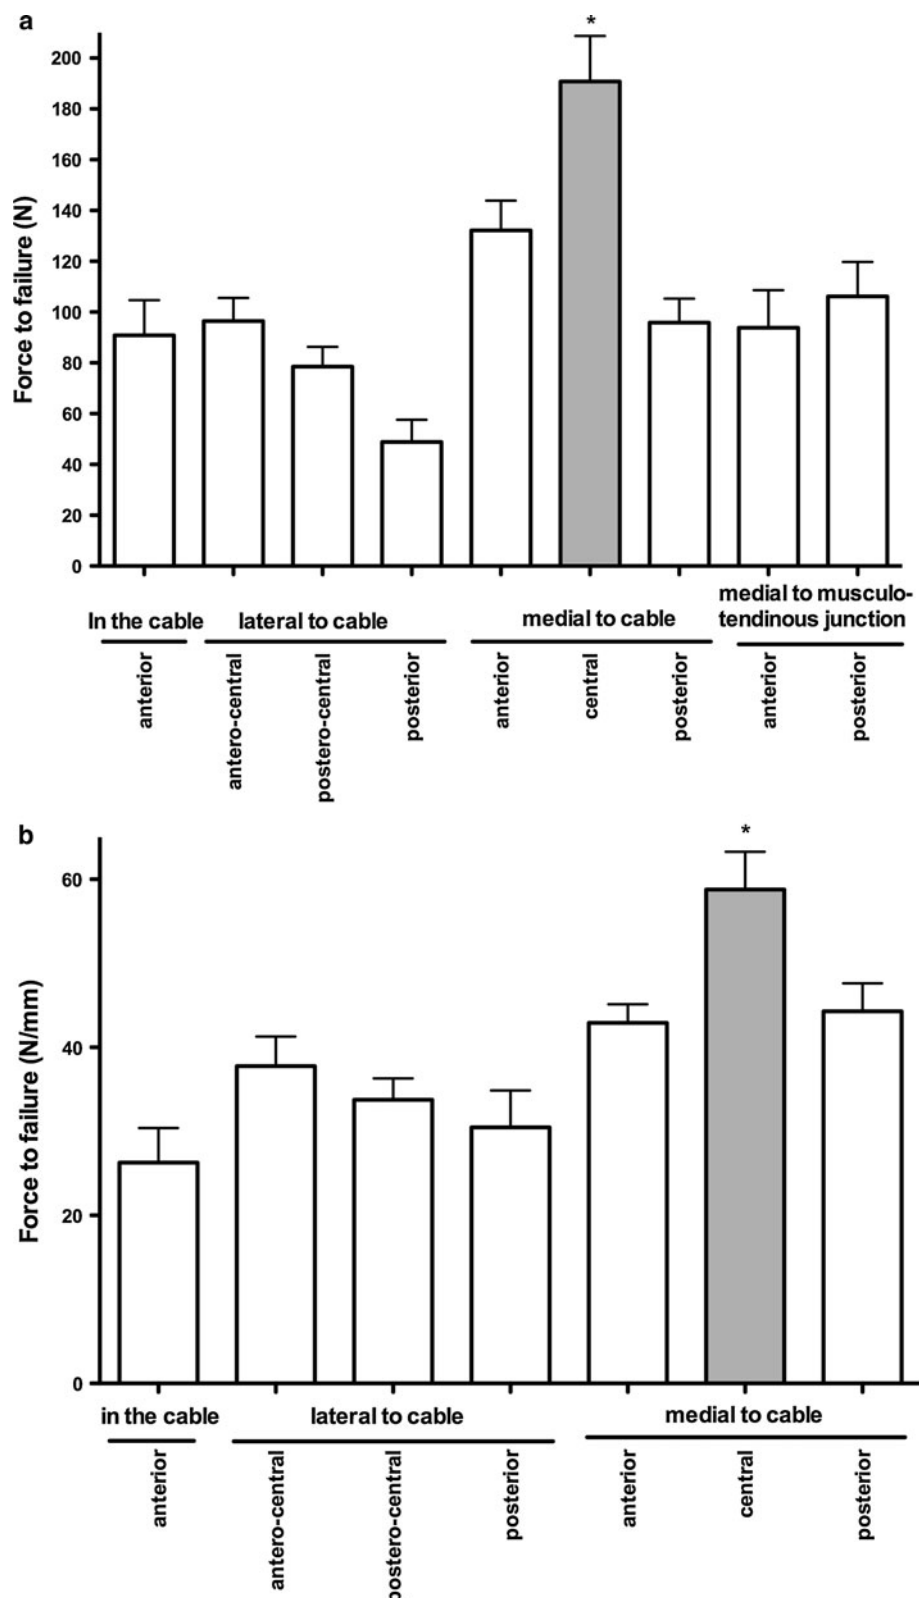 a
*
Force to failure (N)
200
180
160
140
120
100
80
60
40
20
0
In the cable
lateral to cable
medial to cable
medial to musculo-
tendinous junction
anterior
antero-central
postero-central
posterior
anterior
central
posterior
anterior
posterior
b
*
Force to failure (N/mm)
60
40
20
0
in the cable
lateral to cable
medial to cable
anterior
antero-central
postero-central
posterior
anterior
central
posterior